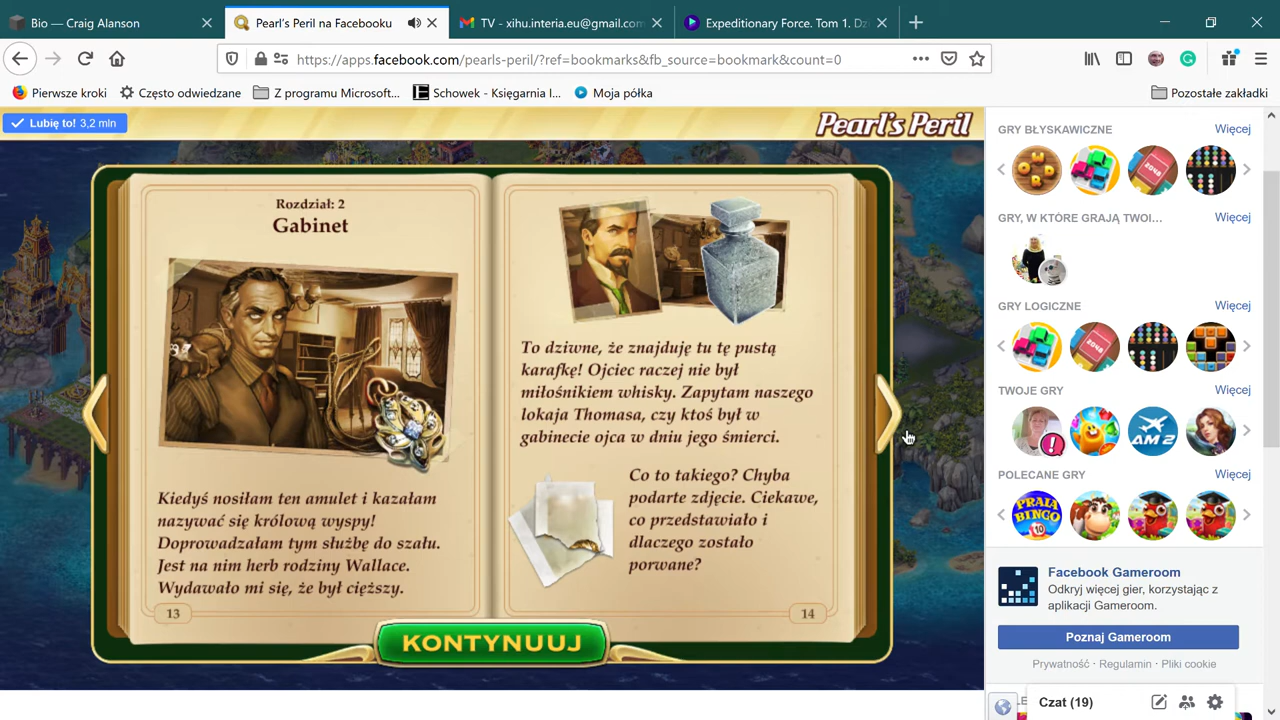 Bio — Craig Alanson
Pearl's Peril na Facebooku
TV - xihu.interia.eu@gmail.com
Expeditionary Force. Tom 1. Dz
https://apps.facebook.com/pearls-peril/?ref=bookmarks&fb_source=bookmark&count=0
Pierwsze kroki
Często odwiedzane
Z programu Microsoft...
Schowek - Księgarnia I...
Moja półka
Pozostałe zakładki
Lubię to! 3,2 mln
Pearl's Peril
Rozdział: 2
Gabinet
Kiedyś nosiłam ten amulet i kazałam
nazywać się królową wyspy!
Doprowadzałam tym służbę do szału.
Jest na nim herb rodziny Wallace.
Wydawało mi się, że był cięższy.
13
To dziwne, że znajduję tu tę pustą
karafkę! Ojciec raczej nie był
miłośnikiem whisky. Zapytam naszego
lokaja Thomasa, czy ktoś był w
gabinecie ojca w dniu jego śmierci.
Co to takiego? Chyba
podarte zdjęcie. Ciekawe,
co przedstawiało i
dlaczego zostało
porwane?
14
KONTYNUUJ
GRY BŁYSKAWICZNE
Więcej
2048
GRY, W KTÓRE GRAJĄ TWOI...
Więcej
GRY LOGICZNE
Więcej
2048
TWOJE GRY
Więcej
AM 2
POLECANE GRY
Więcej
PRAIA
BINGO
Facebook Gameroom
Odkryj więcej gier, korzystając z
aplikacji Gameroom.
Poznaj Gameroom
Prywatność · Regulamin · Pliki cookie
Czat (19)